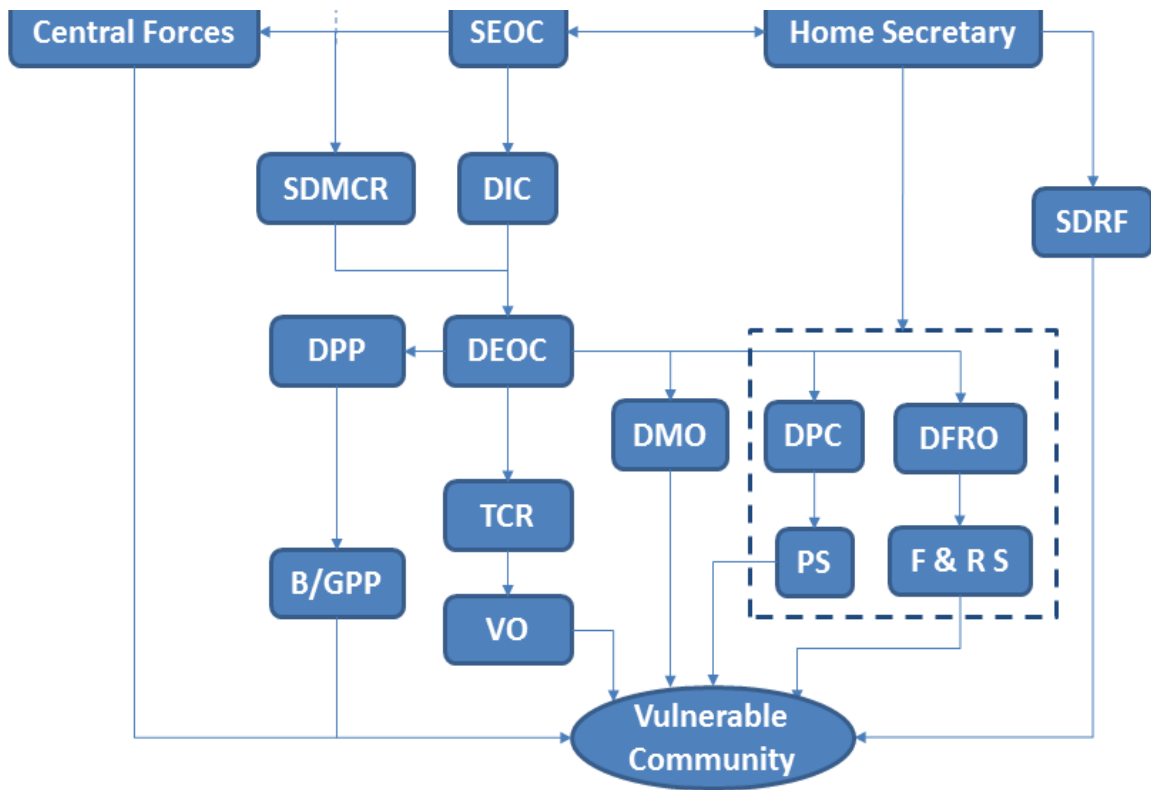 Central Forces
SEOC
Home Secretary
SDMCR
DIC
SDRF
DPP
DEOC
DMO
DPC
DFRO
TCR
PS
F & R S
B/GPP
VO
Vulnerable
Community